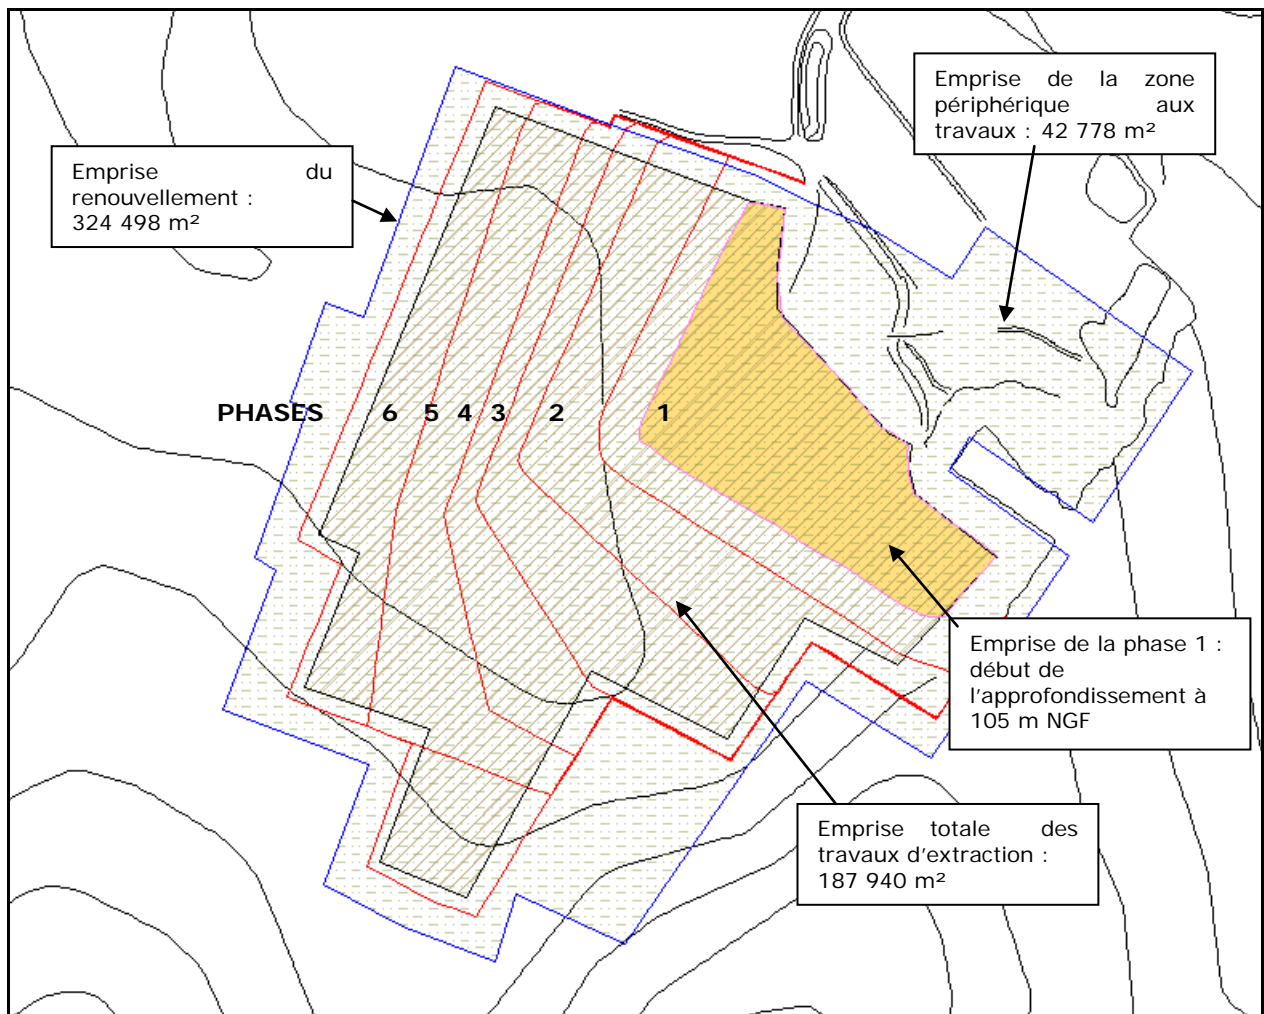 Emprise de la zone
périphérique aux
travaux : 42 778 m²
Emprise du
renouvellement :
324 498 m²
PHASES 6 5 4 3 2 1
Emprise de la phase 1 :
début de
l'approfondissement à
105 m NGF
Emprise totale des
travaux d'extraction :
187 940 m²